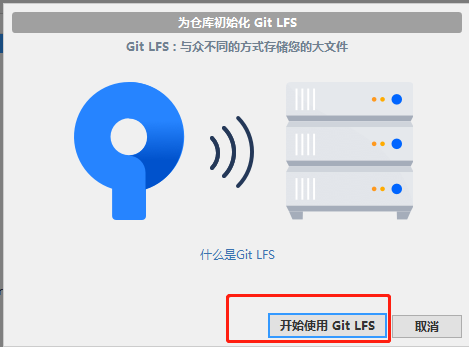 为仓库初始化 Git LFS
Git LFS：与众不同的方式存储您的大文件
什么是Git LFS
开始使用 Git LFS
取消